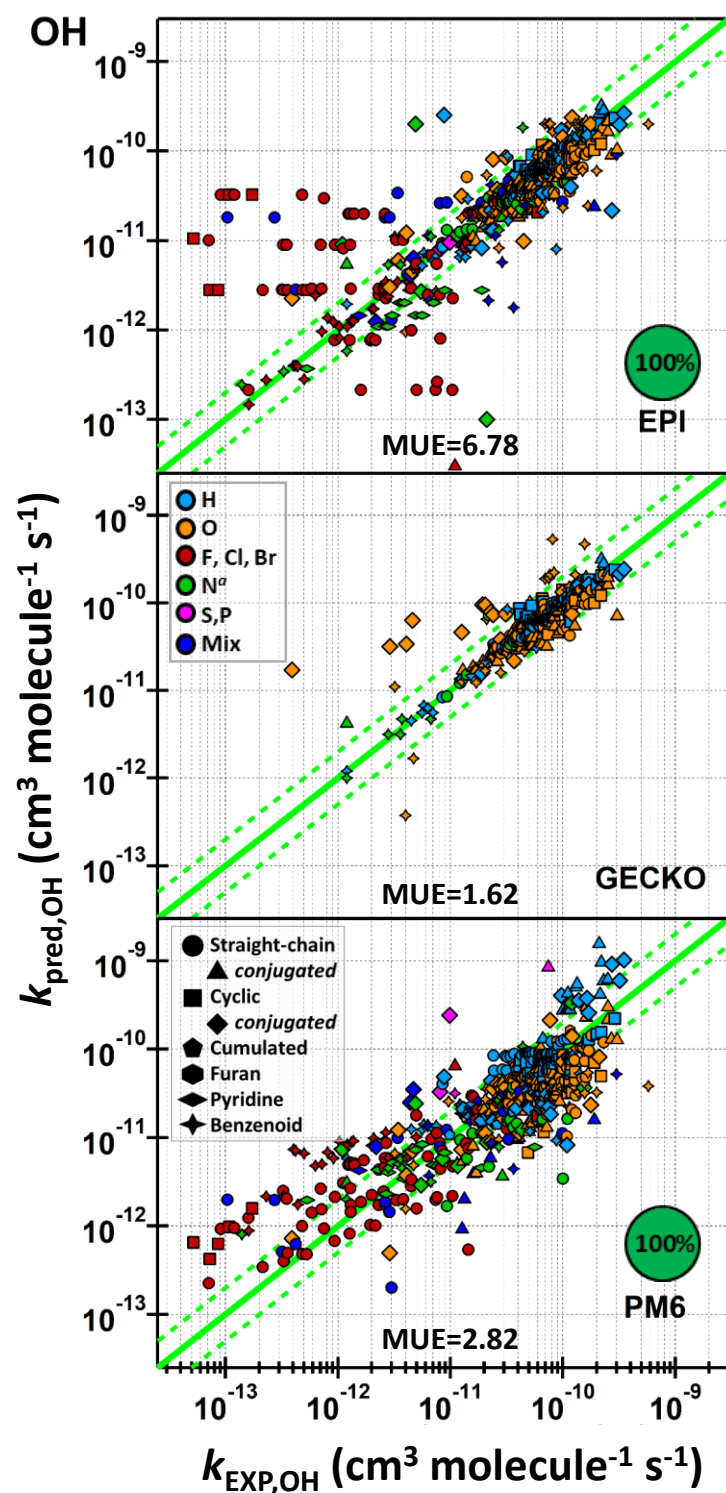 OH
10⁻⁹
10⁻¹⁰
10⁻¹¹
10⁻¹²
10⁻¹³
100%
EPI
MUE=6.78
10⁻⁹
10⁻¹⁰
10⁻¹¹
10⁻¹²
10⁻¹³
H
O
F, Cl, Br
Nᵃ
S,P
Mix
GECKO
MUE=1.62
k_pred,OH (cm³ molecule⁻¹ s⁻¹)
10⁻⁹
10⁻¹⁰
10⁻¹¹
10⁻¹²
10⁻¹³
Straight-chain
conjugated
Cyclic
conjugated
Cumulated
Furan
Pyridine
Benzenoid
100%
PM6
MUE=2.82
10⁻¹³ 10⁻¹² 10⁻¹¹ 10⁻¹⁰ 10⁻⁹
k_EXP,OH (cm³ molecule⁻¹ s⁻¹)